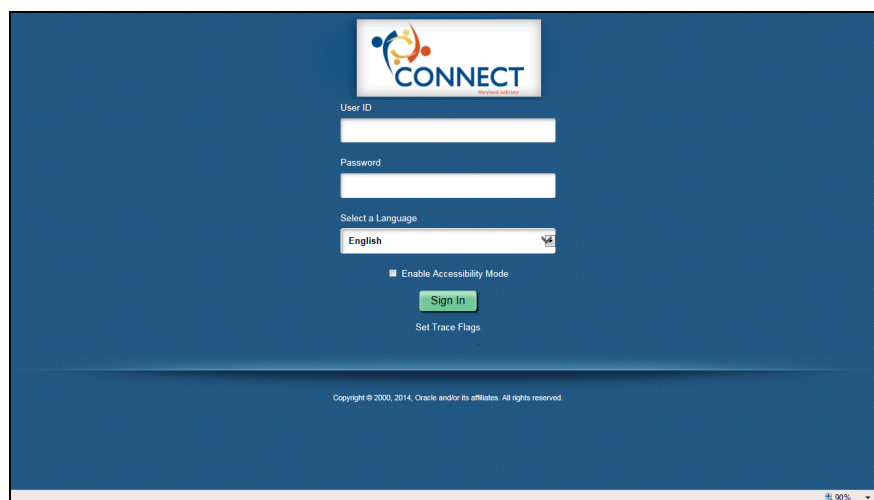 CONNECT
Maryland Judiciary
User ID
Password
Select a Language
English
Enable Accessibility Mode
Sign In
Set Trace Flags
Copyright © 2000, 2014, Oracle and/or its affiliates. All rights reserved.
90%